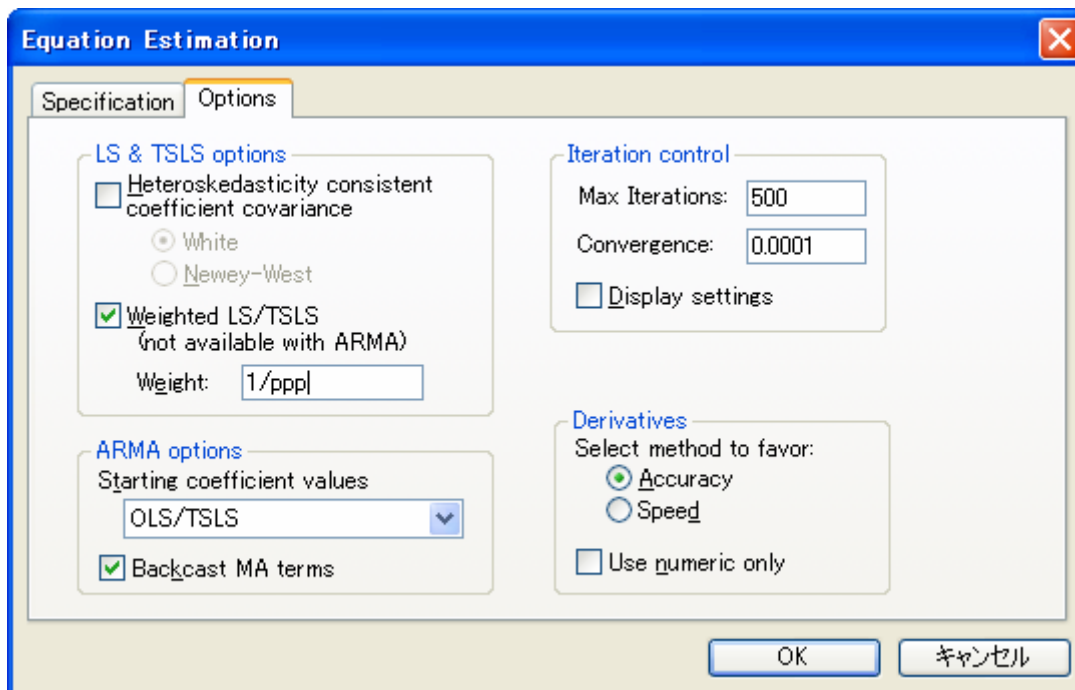 Equation Estimation
Specification
Options
LS & TSLS options
Heteroskedasticity consistent
coefficient covariance
White
Newey-West
Weighted LS/TSLS
(not available with ARMA)
Weight: 1/ppp
ARMA options
Starting coefficient values
OLS/TSLS
Backcast MA terms
Iteration control
Max Iterations: 500
Convergence: 0.0001
Display settings
Derivatives
Select method to favor:
Accuracy
Speed
Use numeric only
OK
キャンセル